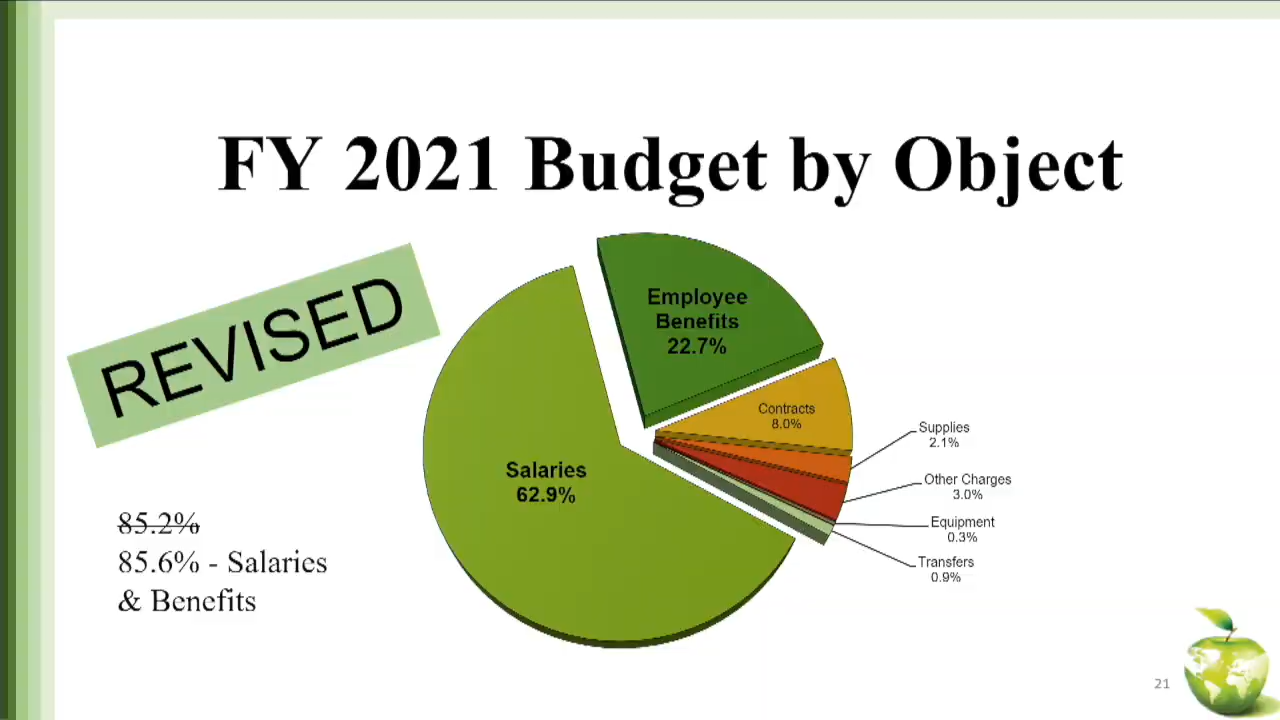 FY 2021 Budget by Object
REVISED
Employee
Benefits
22.7%
Contracts
8.0%
Supplies
2.1%
Other Charges
3.0%
Equipment
0.3%
Transfers
0.9%
Salaries
62.9%
85.2%
85.6% - Salaries
& Benefits
21